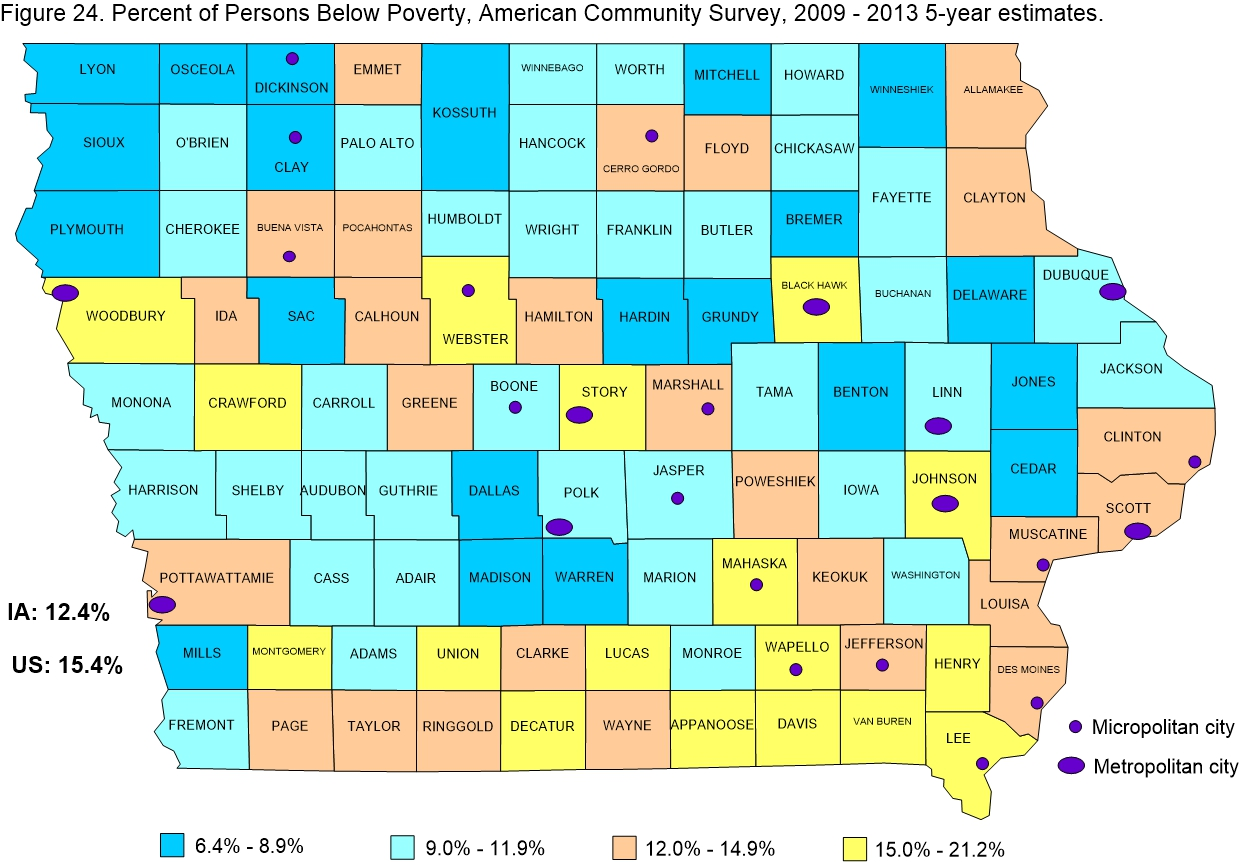 Figure 24. Percent of Persons Below Poverty, American Community Survey, 2009 - 2013 5-year estimates.
LYON
OSCEOLA
DICKINSON
EMMET
KOSSUTH
WINNEBAGO
WORTH
MITCHELL
HOWARD
WINNESHIEK
ALLAMAKEE
SIOUX
O'BRIEN
CLAY
PALO ALTO
HANCOCK
CERRO GORDO
FLOYD
CHICKASAW
PLYMOUTH
CHEROKEE
BUENA VISTA
POCAHONTAS
HUMBOLDT
WRIGHT
FRANKLIN
BUTLER
BREMER
FAYETTE
CLAYTON
WOODBURY
IDA
SAC
CALHOUN
WEBSTER
HAMILTON
HARDIN
GRUNDY
BLACK HAWK
BUCHANAN
DELAWARE
DUBUQUE
MONONA
CRAWFORD
CARROLL
GREENE
BOONE
STORY
MARSHALL
TAMA
BENTON
LINN
JONES
JACKSON
CLINTON
HARRISON
SHELBY
AUDUBON
GUTHRIE
DALLAS
POLK
JASPER
POWESHIEK
IOWA
JOHNSON
CEDAR
SCOTT
MUSCATINE
POTTAWATTAMIE
CASS
ADAIR
MADISON
WARREN
MARION
MAHASKA
KEOKUK
WASHINGTON
LOUISA
IA: 12.4%
US: 15.4%
MILLS
MONTGOMERY
ADAMS
UNION
CLARKE
LUCAS
MONROE
WAPELLO
JEFFERSON
HENRY
DES MOINES
FREMONT
PAGE
TAYLOR
RINGGOLD
DECATUR
WAYNE
APPANOOSE
DAVIS
VAN BUREN
LEE
Micropolitan city
Metropolitan city
6.4% - 8.9%
9.0% - 11.9%
12.0% - 14.9%
15.0% - 21.2%